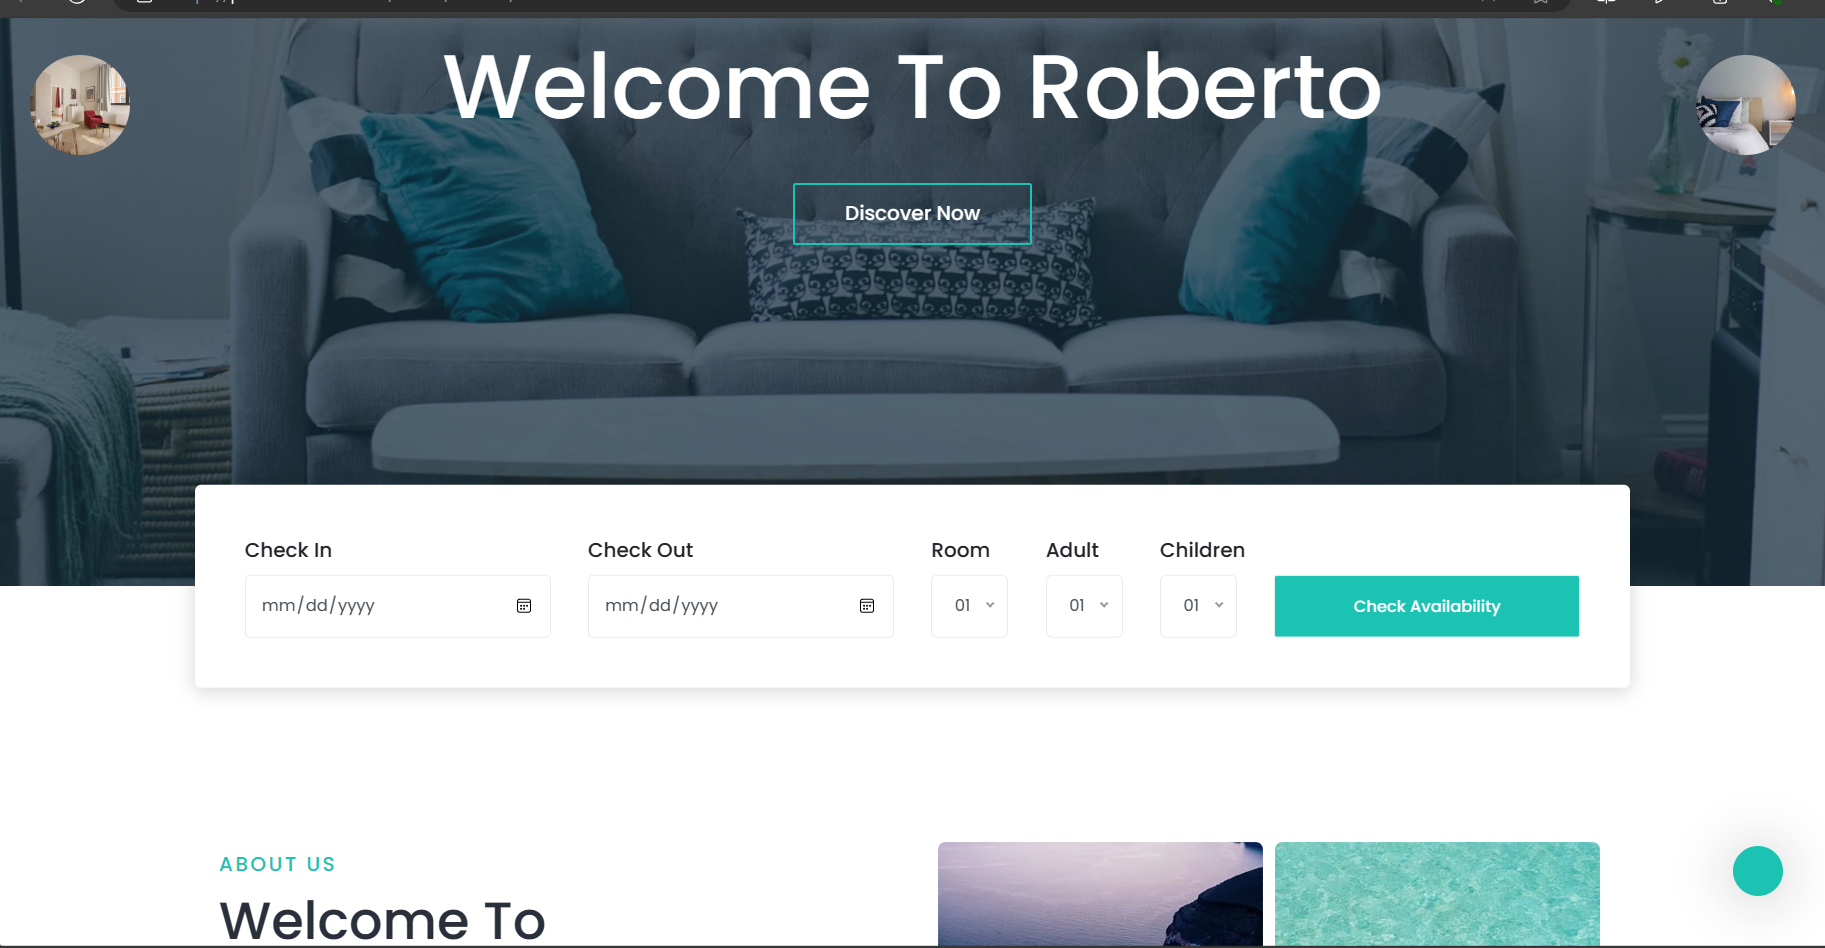 Welcome To Roberto
Discover Now
Check In Check Out Room Adult Children
mm/dd/yyyy mm/dd/yyyy 01 01 01 Check Availability
ABOUT US
Welcome To